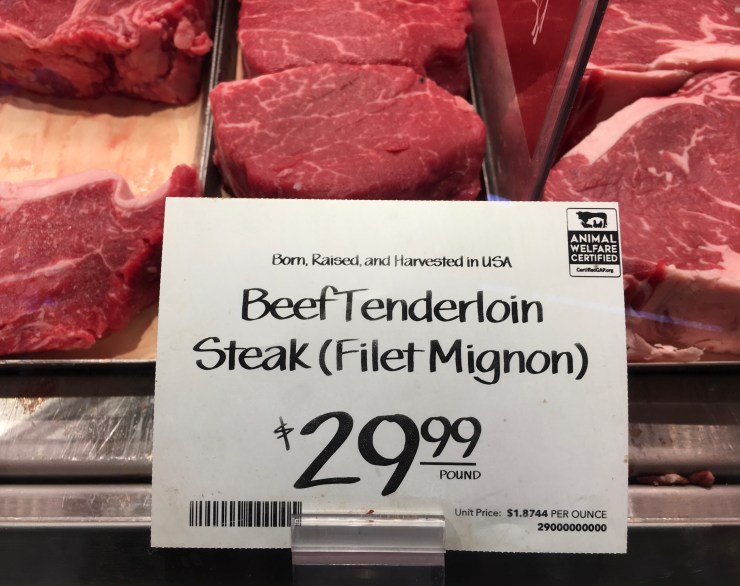 ANIMAL
WELFARE
CERTIFIED
CertifiedGAP.org
Born, Raised, and Harvested in USA
Beef Tenderloin
Steak (Filet Mignon)
$29.99
POUND
Unit Price: $1.8744 PER OUNCE
29000000000